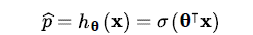 p̂ = h_θ (x) = σ(θ⊺x)